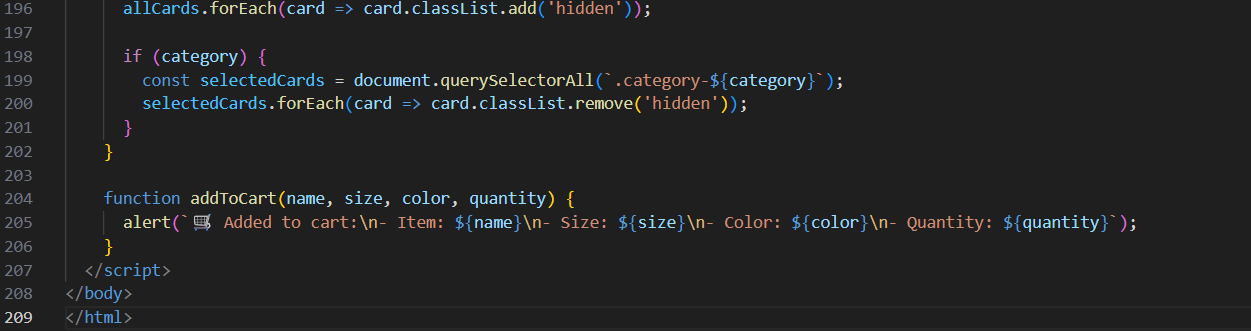 196 allCards.forEach(card => card.classList.add('hidden'));
197
198 if (category) {
199 const selectedCards = document.querySelectorAll(`.category-${category}`);
200 selectedCards.forEach(card => card.classList.remove('hidden'));
201 }
202 }
203
204 function addToCart(name, size, color, quantity) {
205 alert(`🛒 Added to cart:\n- Item: ${name}\n- Size: ${size}\n- Color: ${color}\n- Quantity: ${quantity}`);
206 }
207 </script>
208 </body>
209 </html>